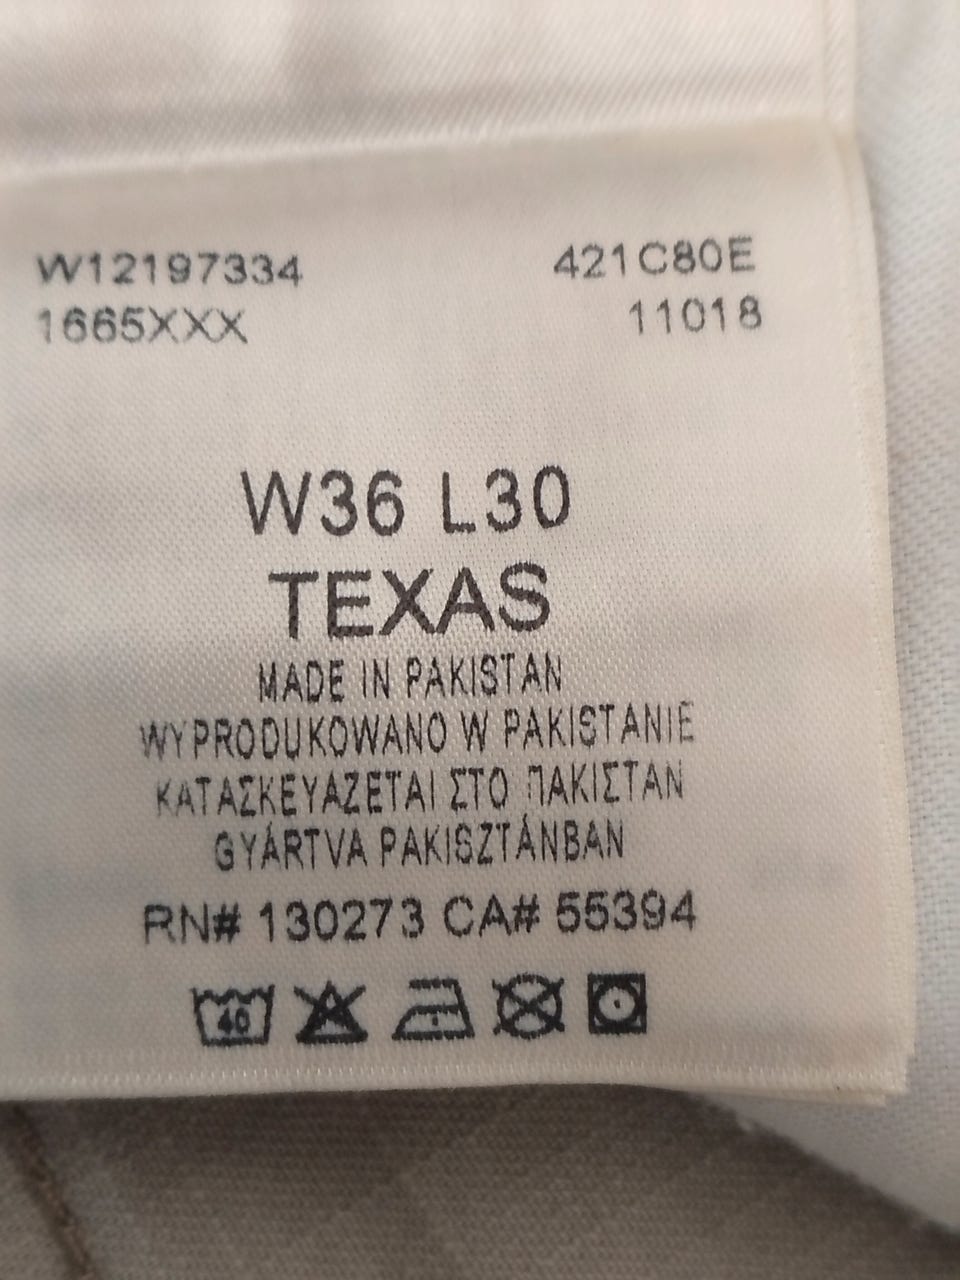 W12197334 421C80E
1665XXX 11018
W36 L30
TEXAS
MADE IN PAKISTAN
WYPRODUKOWANO W PAKISTANIE
ΚΑΤΑΣΚΕΥΑΖΕΤΑΙ ΣΤΟ ΠΑΚΙΣΤΑΝ
GYÁRTVA PAKISZTÁNBAN
RN# 130273 CA# 55394
40